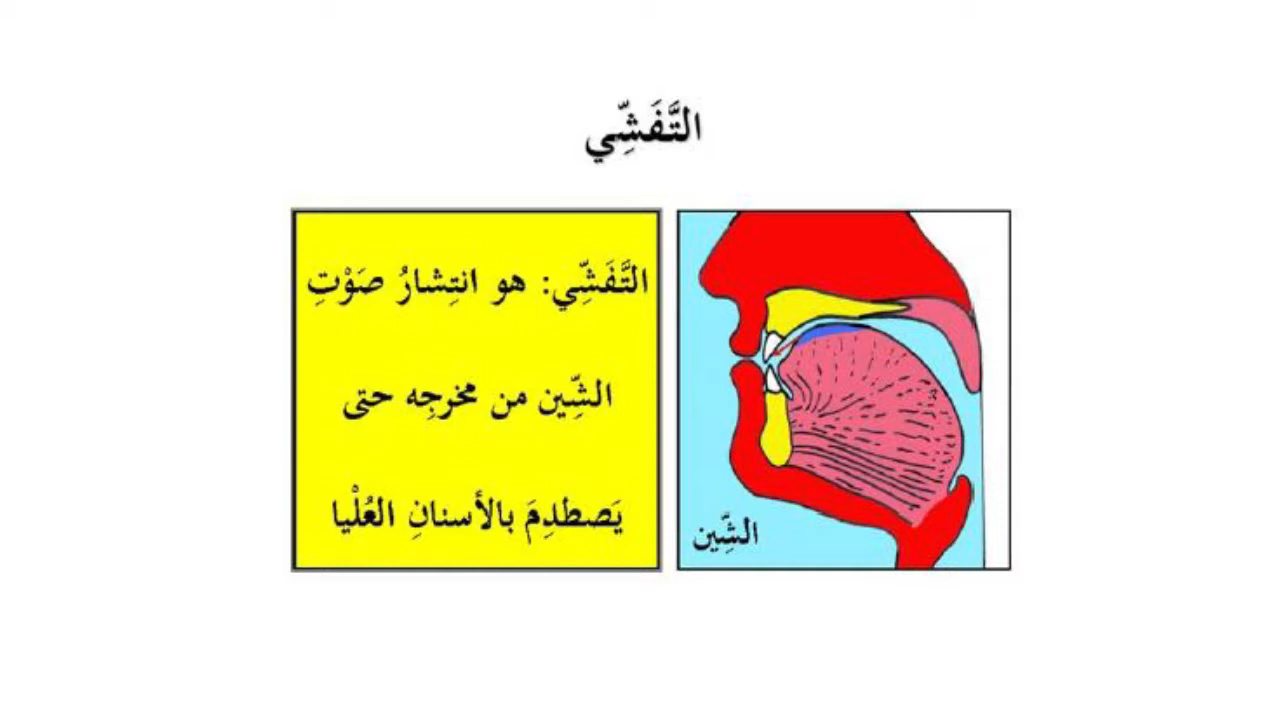 التَّفَشِّي
التَّفَشِّي: هو انتِشارُ صَوْتِ
الشِّين من مخرجِه حتى
يَصطدِمَ بالأسنانِ العُلْيا
الشِّين